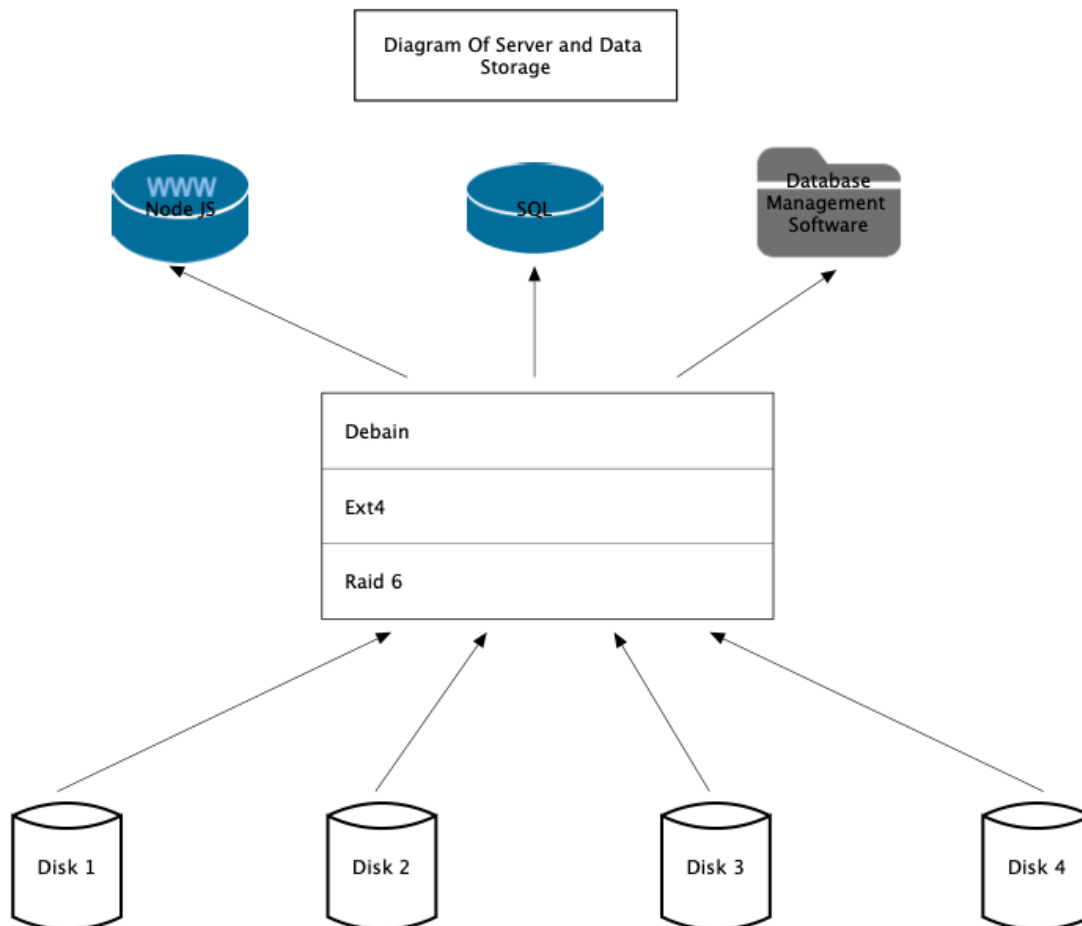 Diagram Of Server and Data
Storage
WWW
Node JS
SQL
Database
Management
Software
Debain
Ext4
Raid 6
Disk 1
Disk 2
Disk 3
Disk 4